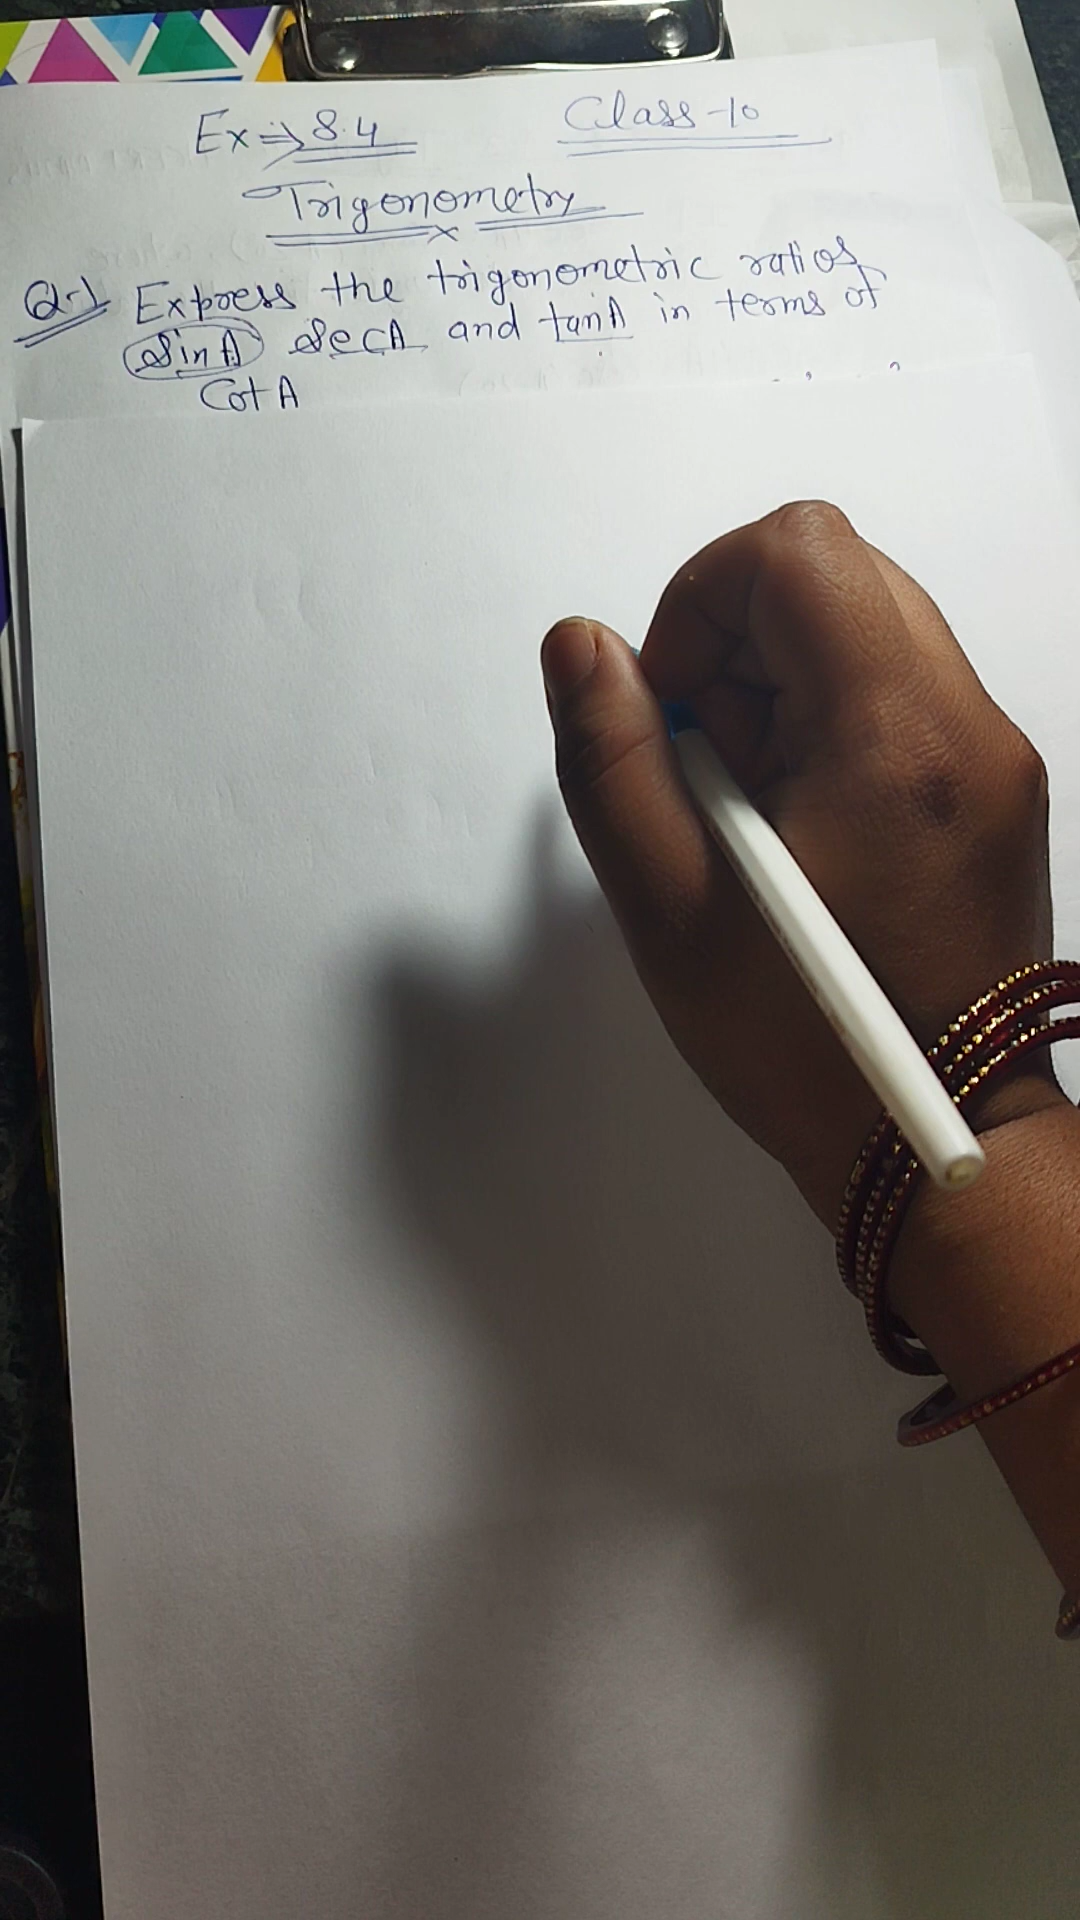 Ex ⇒ 8.4 Class-10
Trigonometry
Q-1 Express the trigonometric ratios
Sin A Sec A and tan A in terms of
Cot A